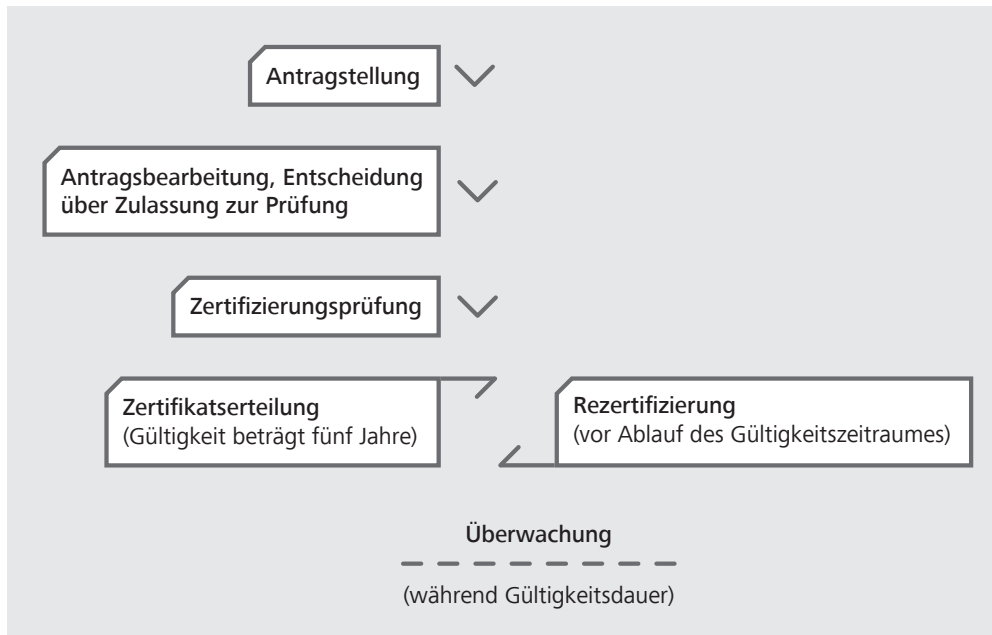 Antragstellung
Antragsbearbeitung, Entscheidung
über Zulassung zur Prüfung
Zertifizierungsprüfung
Zertifikatserteilung
(Gültigkeit beträgt fünf Jahre)
Rezertifizierung
(vor Ablauf des Gültigkeitszeitraumes)
Überwachung
(während Gültigkeitsdauer)